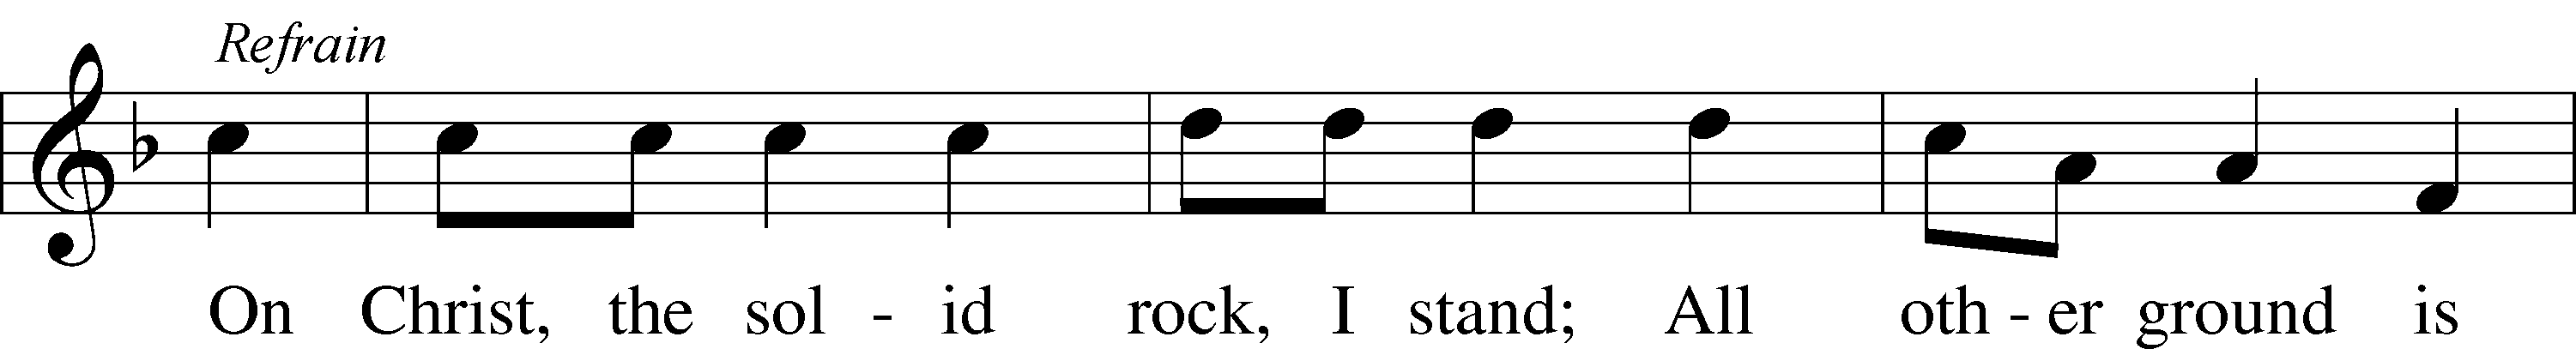 Refrain
On Christ, the sol - id rock, I stand; All oth - er ground is